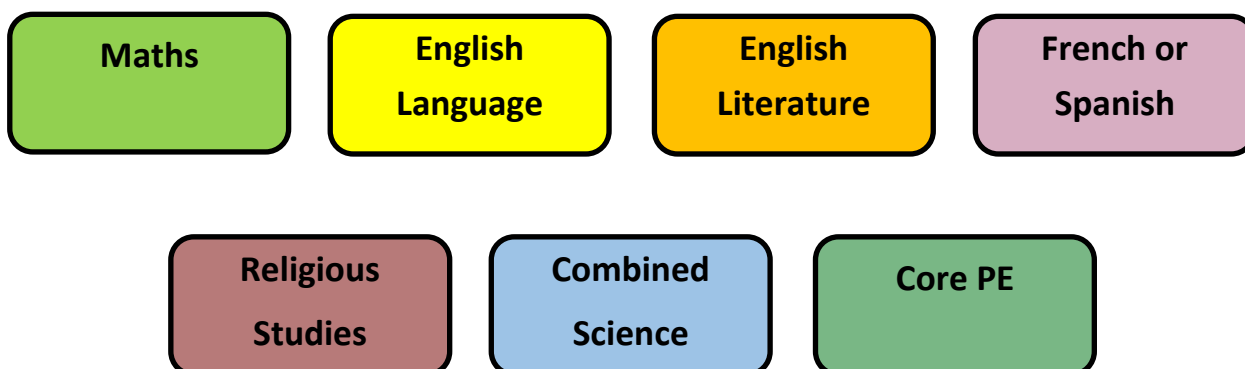 Maths
English
Language
English
Literature
French or
Spanish
Religious
Studies
Combined
Science
Core PE